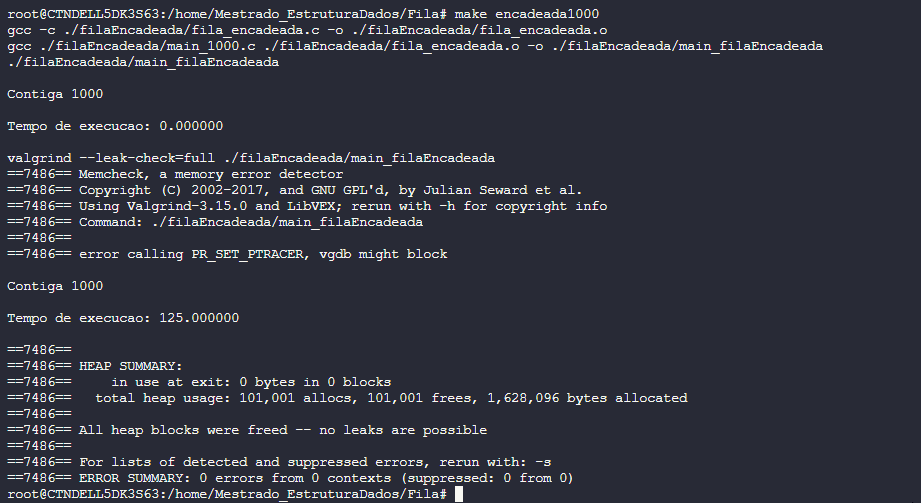 root@CTNDELL5DK3S63:/home/Mestrado_EstruturaDados/Fila# make encadeada1000
gcc -c ./filaEncadeada/fila_encadeada.c -o ./filaEncadeada/fila_encadeada.o
gcc ./filaEncadeada/main_1000.c ./filaEncadeada/fila_encadeada.o -o ./filaEncadeada/main_filaEncadeada
./filaEncadeada/main_filaEncadeada
Contiga 1000
Tempo de execucao: 0.000000
valgrind --leak-check=full ./filaEncadeada/main_filaEncadeada
==7486== Memcheck, a memory error detector
==7486== Copyright (C) 2002-2017, and GNU GPL'd, by Julian Seward et al.
==7486== Using Valgrind-3.15.0 and LibVEX; rerun with -h for copyright info
==7486== Command: ./filaEncadeada/main_filaEncadeada
==7486==
==7486== error calling PR_SET_PTRACER, vgdb might block
Contiga 1000
Tempo de execucao: 125.000000
==7486==
==7486== HEAP SUMMARY:
==7486==     in use at exit: 0 bytes in 0 blocks
==7486==   total heap usage: 101,001 allocs, 101,001 frees, 1,628,096 bytes allocated
==7486==
==7486== All heap blocks were freed -- no leaks are possible
==7486==
==7486== For lists of detected and suppressed errors, rerun with: -s
==7486== ERROR SUMMARY: 0 errors from 0 contexts (suppressed: 0 from 0)
root@CTNDELL5DK3S63:/home/Mestrado_EstruturaDados/Fila#